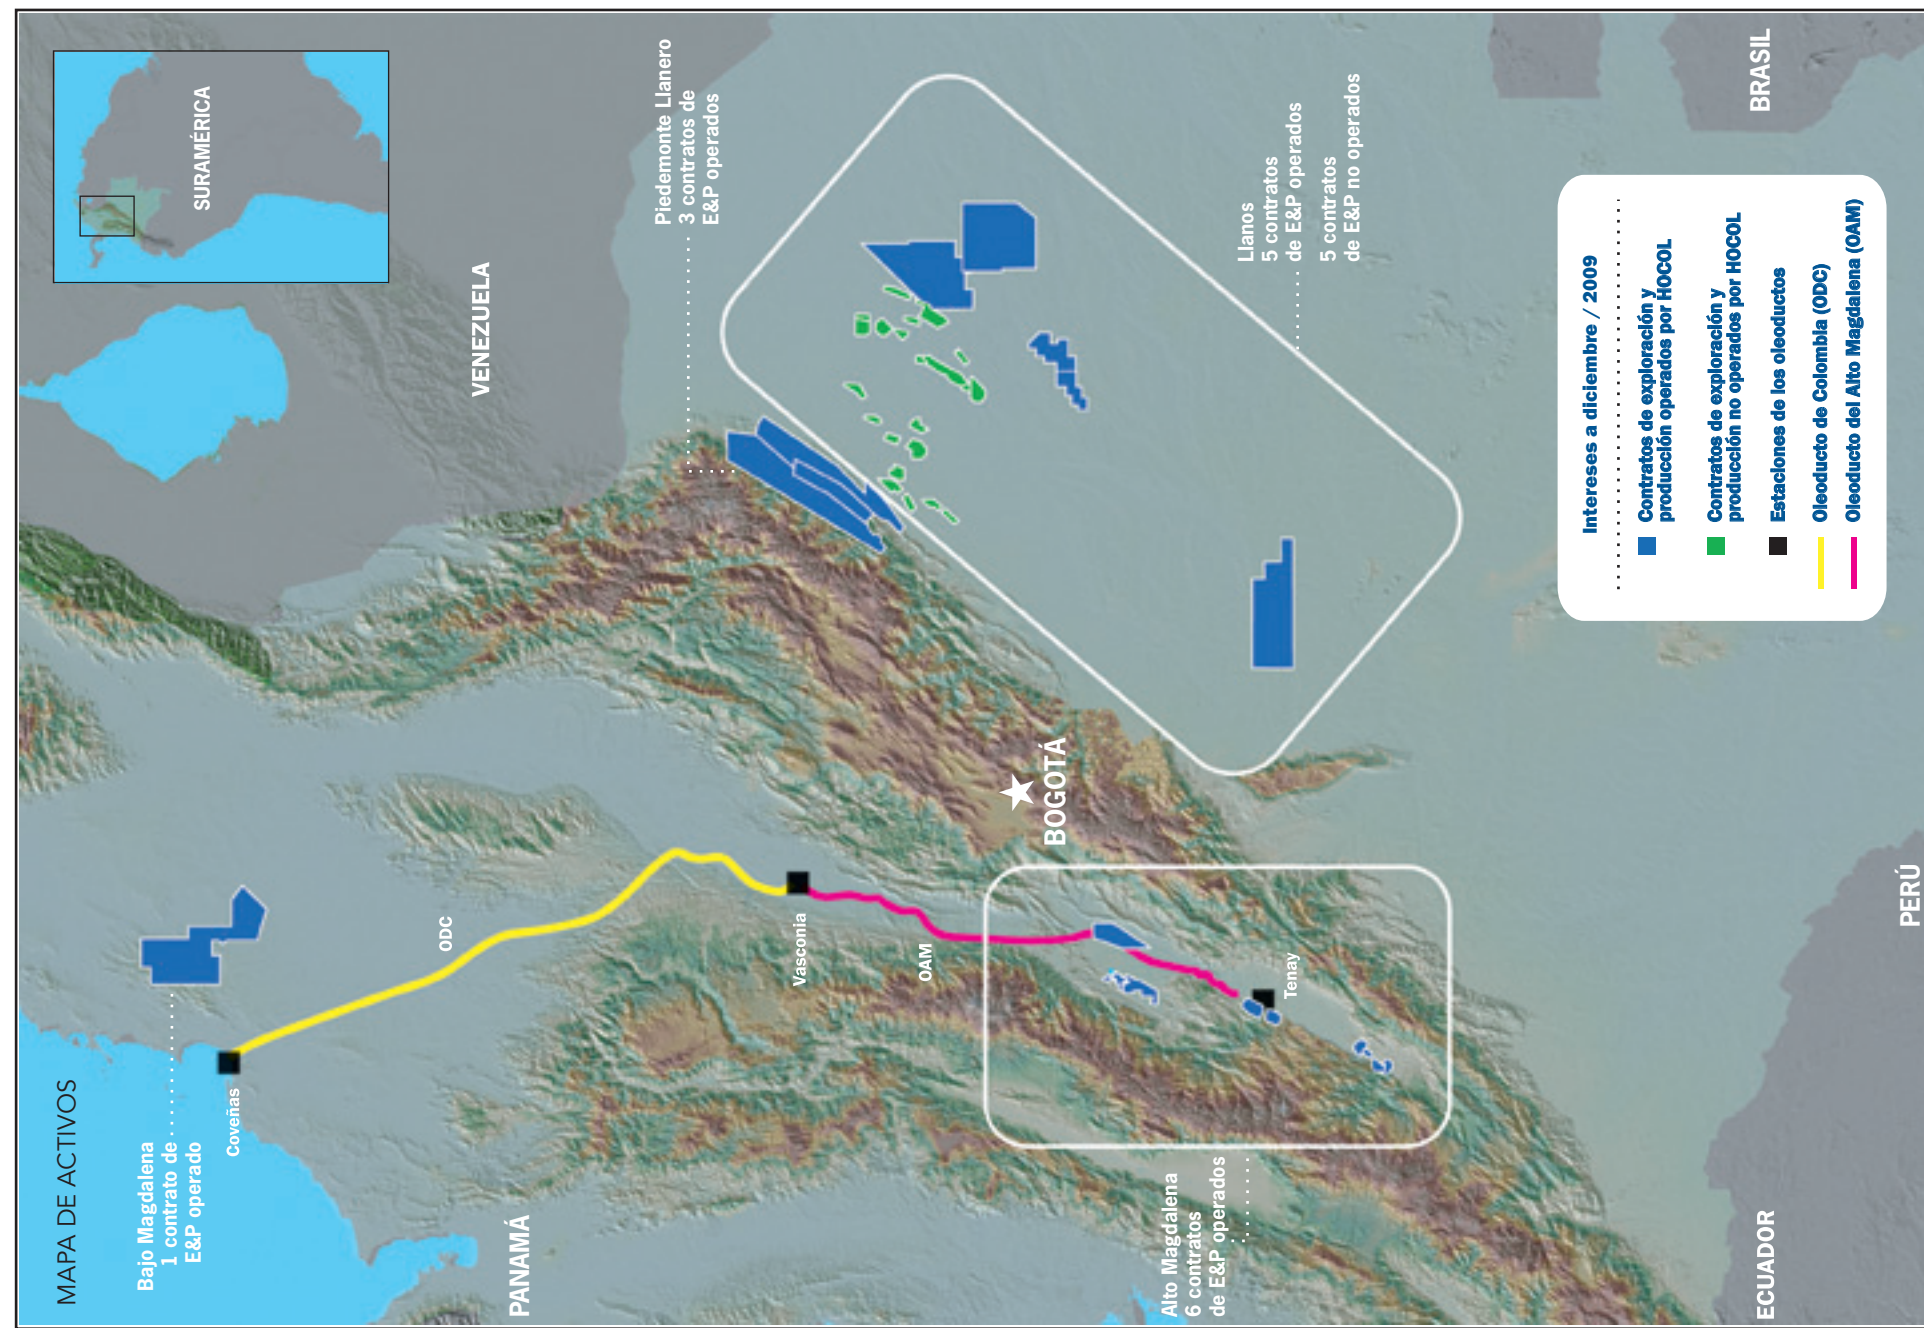 MAPA DE ACTIVOS
SURAMÉRICA
Bajo Magdalena
1 contrato de
E&P operado
Coveñas
PANAMÁ
ODC
VENEZUELA
Piedemonte Llanero
3 contratos de
E&P operados
Vasconia
OAM
BOGOTÁ
Llanos
5 contratos
de E&P operados
5 contratos
de E&P no operados
Tenay
Alto Magdalena
6 contratos
de E&P operados
Intereses a diciembre / 2009
Contratos de exploración y
producción operados por HOCOL
Contratos de exploración y
producción no operados por HOCOL
Estaciones de los oleoductos
Oleoducto de Colombia (ODC)
Oleoducto del Alto Magdalena (OAM)
BRASIL
ECUADOR
PERÚ